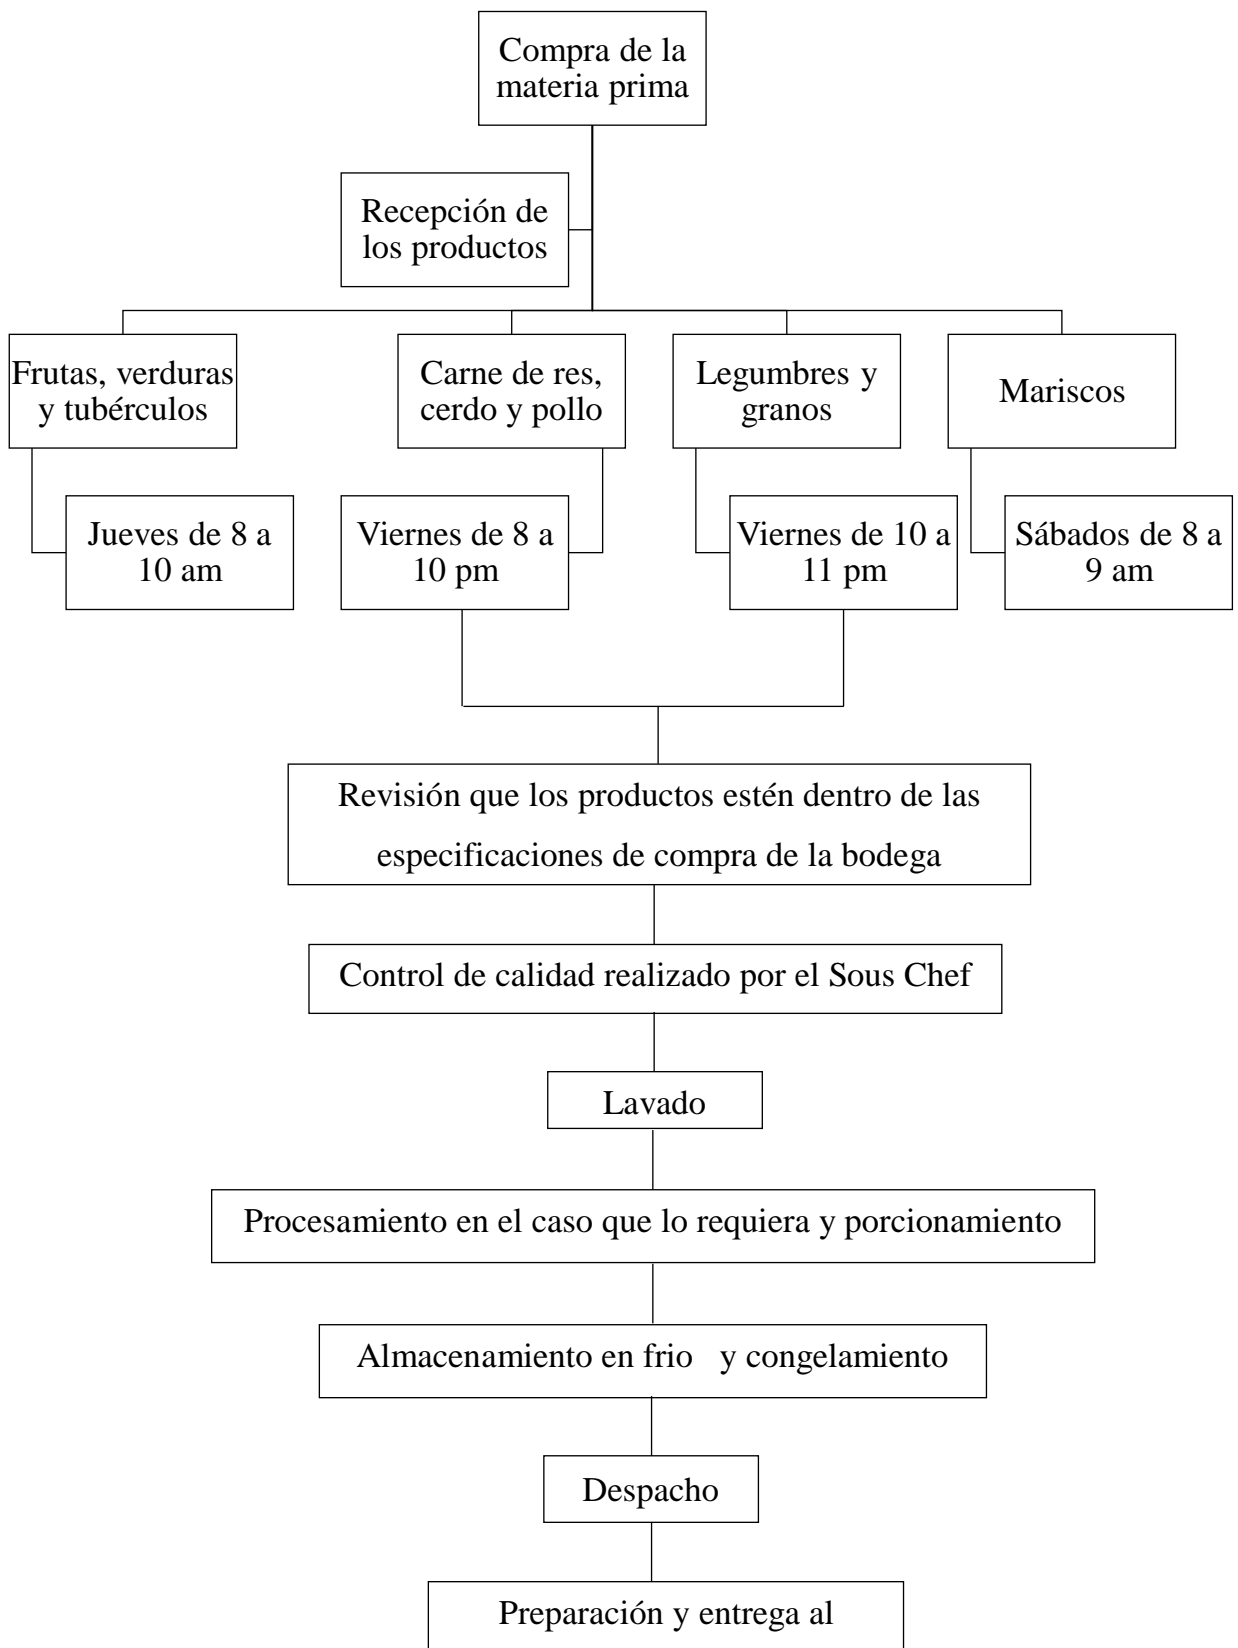 Compra de la
materia prima
Recepción de
los productos
Frutas, verduras
y tubérculos
Carne de res,
cerdo y pollo
Legumbres y
granos
Mariscos
Jueves de 8 a
10 am
Viernes de 8 a
10 pm
Viernes de 10 a
11 pm
Sábados de 8 a
9 am
Revisión que los productos estén dentro de las
especificaciones de compra de la bodega
Control de calidad realizado por el Sous Chef
Lavado
Procesamiento en el caso que lo requiera y porcionamiento
Almacenamiento en frio y congelamiento
Despacho
Preparación y entrega al